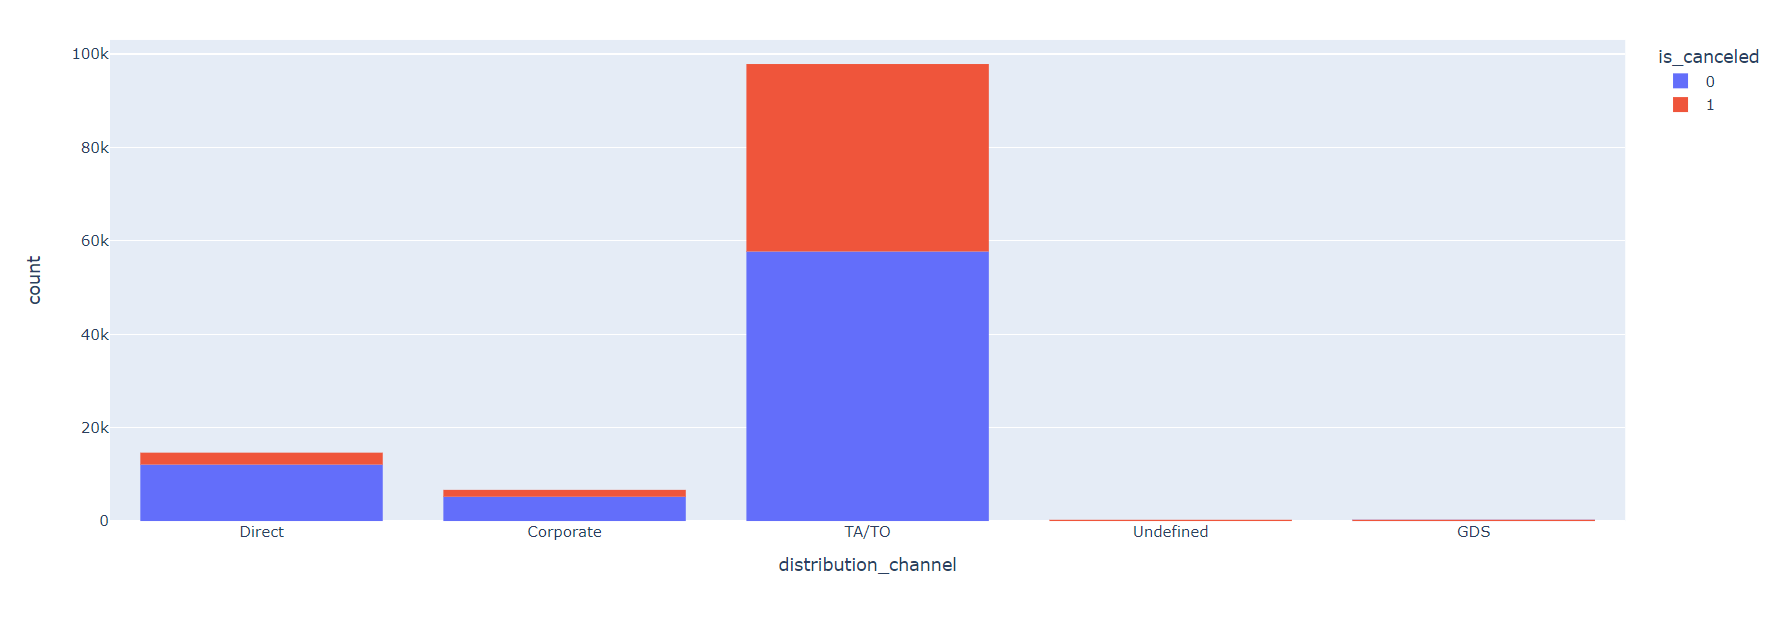 100k
80k
60k
40k
20k
0
count
Direct
Corporate
TA/TO
Undefined
GDS
distribution_channel
is_canceled
0
1